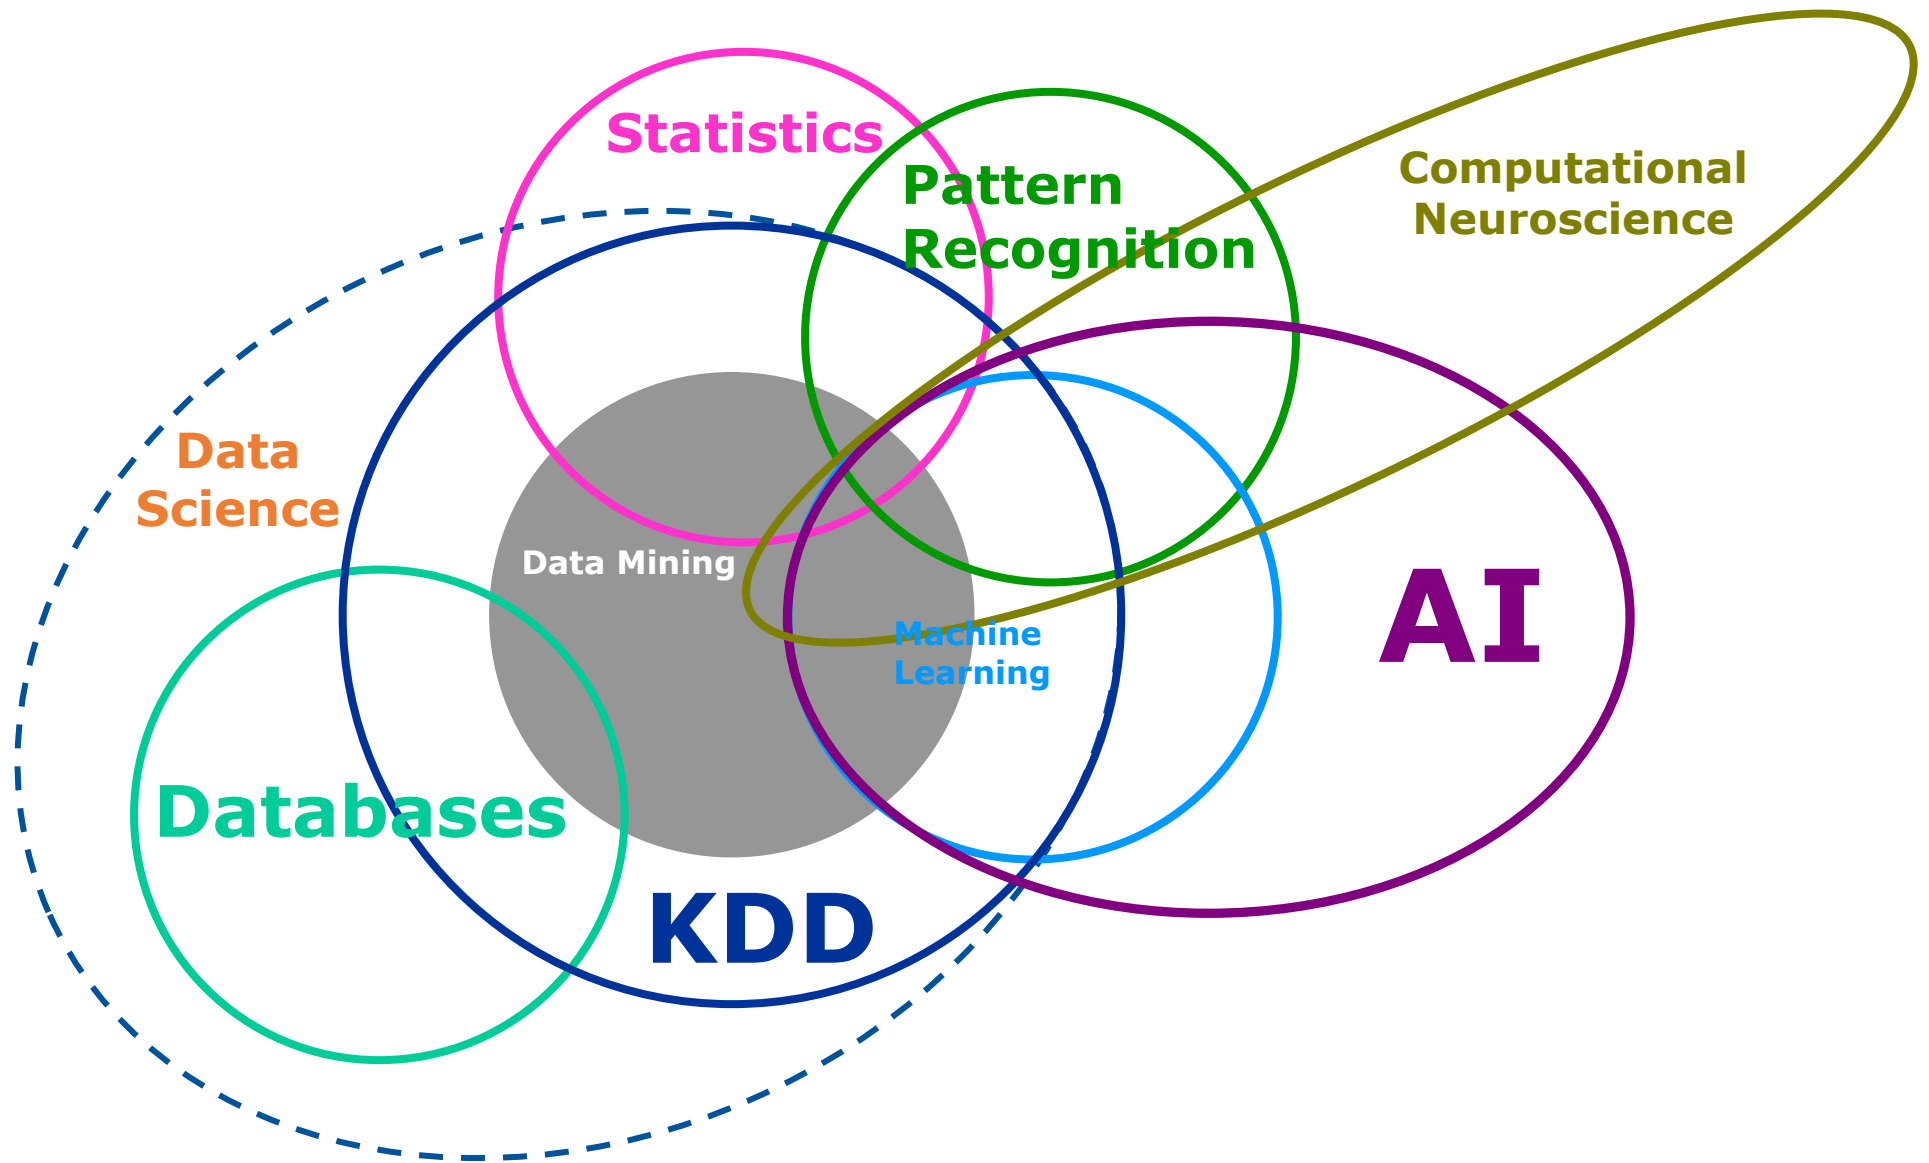 Statistics
Pattern
Recognition
Computational
Neuroscience
Data
Science
Data Mining
Machine
Learning
AI
Databases
KDD